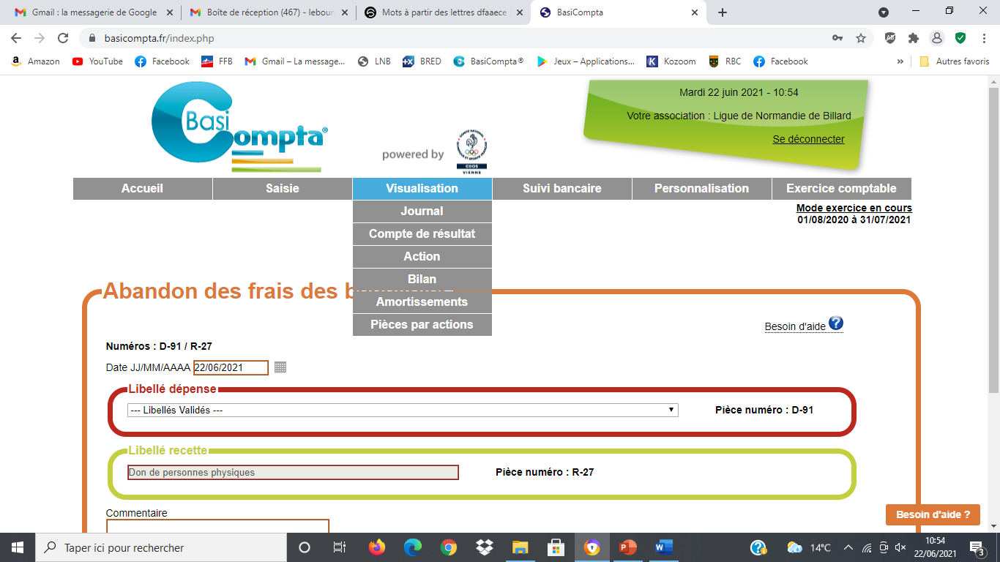 Gmail : la messagerie de Google
Boîte de réception (467) - lebour
Mots à partir des lettres dfaaece
BasiCompta
basicompta.fr/index.php
Amazon
YouTube
Facebook
FFB
Gmail – La message...
LNB
BRED
BasiCompta®
Jeux – Applications...
Kozoom
RBC
Facebook
»
Autres favoris
Basi Compta®
powered by
CDOS
VIENNE
Mardi 22 juin 2021 - 10:54
Votre association : Ligue de Normandie de Billard
Se déconnecter
Accueil
Saisie
Visualisation
Suivi bancaire
Personnalisation
Exercice comptable
Journal
Compte de résultat
Action
Bilan
Amortissements
Pièces par actions
Mode exercice en cours
01/08/2020 à 31/07/2021
Abandon des frais des b
Besoin d'aide ?
Numéros : D-91 / R-27
Date JJ/MM/AAAA 22/06/2021
Libellé dépense
--- Libellés Validés ---
Pièce numéro : D-91
Libellé recette
Don de personnes physiques
Pièce numéro : R-27
Commentaire
Besoin d'aide ?
Taper ici pour rechercher
14°C
10:54
22/06/2021
3